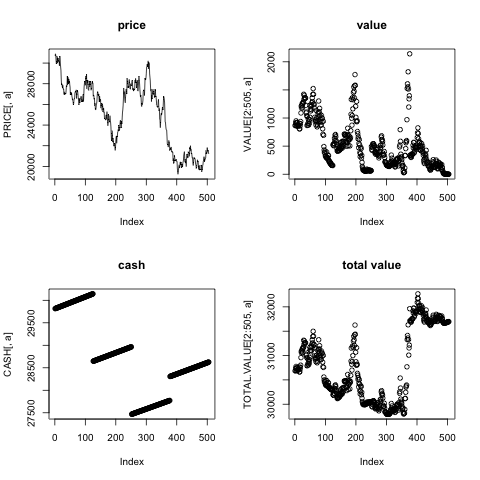 price
PRICE[, a]
20000 24000 28000
0 100 200 300 400 500
Index
value
VALUE[2:505, a]
0 500 1000 2000
0 100 200 300 400 500
Index
cash
CASH[, a]
27500 28500 29500
0 100 200 300 400 500
Index
total value
TOTAL.VALUE[2:505, a]
30000 31000 32000
0 100 200 300 400 500
Index